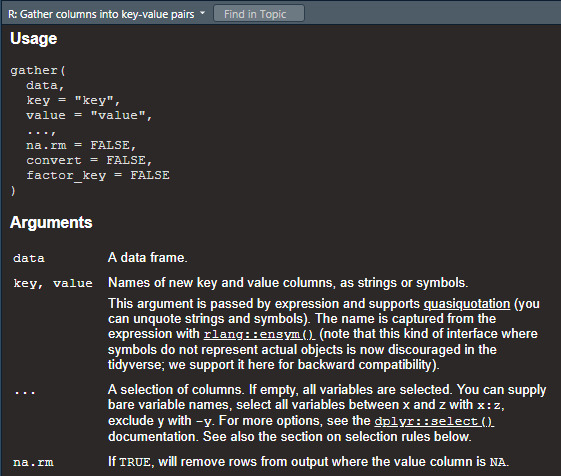 R: Gather columns into key-value pairs Find in Topic
Usage
gather(
data,
key = "key",
value = "value",
...,
na.rm = FALSE,
convert = FALSE,
factor_key = FALSE
)
Arguments
data A data frame.
key, value Names of new key and value columns, as strings or symbols.
This argument is passed by expression and supports quasiquotation (you
can unquote strings and symbols). The name is captured from the
expression with rlang::ensym() (note that this kind of interface where
symbols do not represent actual objects is now discouraged in the
tidyverse; we support it here for backward compatibility).
... A selection of columns. If empty, all variables are selected. You can supply
bare variable names, select all variables between x and z with x:z,
exclude y with -y. For more options, see the dplyr::select()
documentation. See also the section on selection rules below.
na.rm If TRUE, will remove rows from output where the value column is NA.